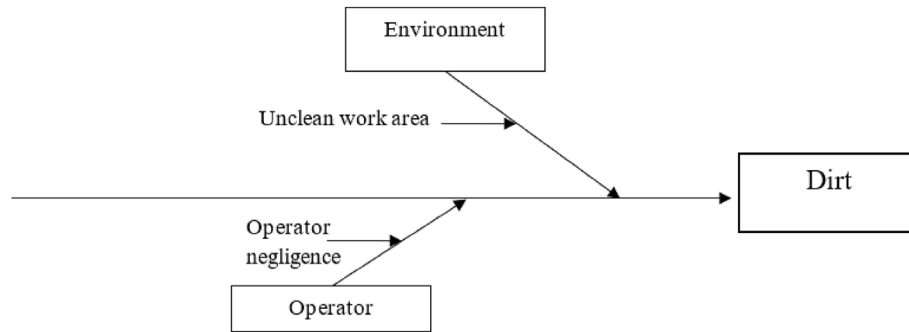 Environment
Unclean work area
Dirt
Operator
negligence
Operator